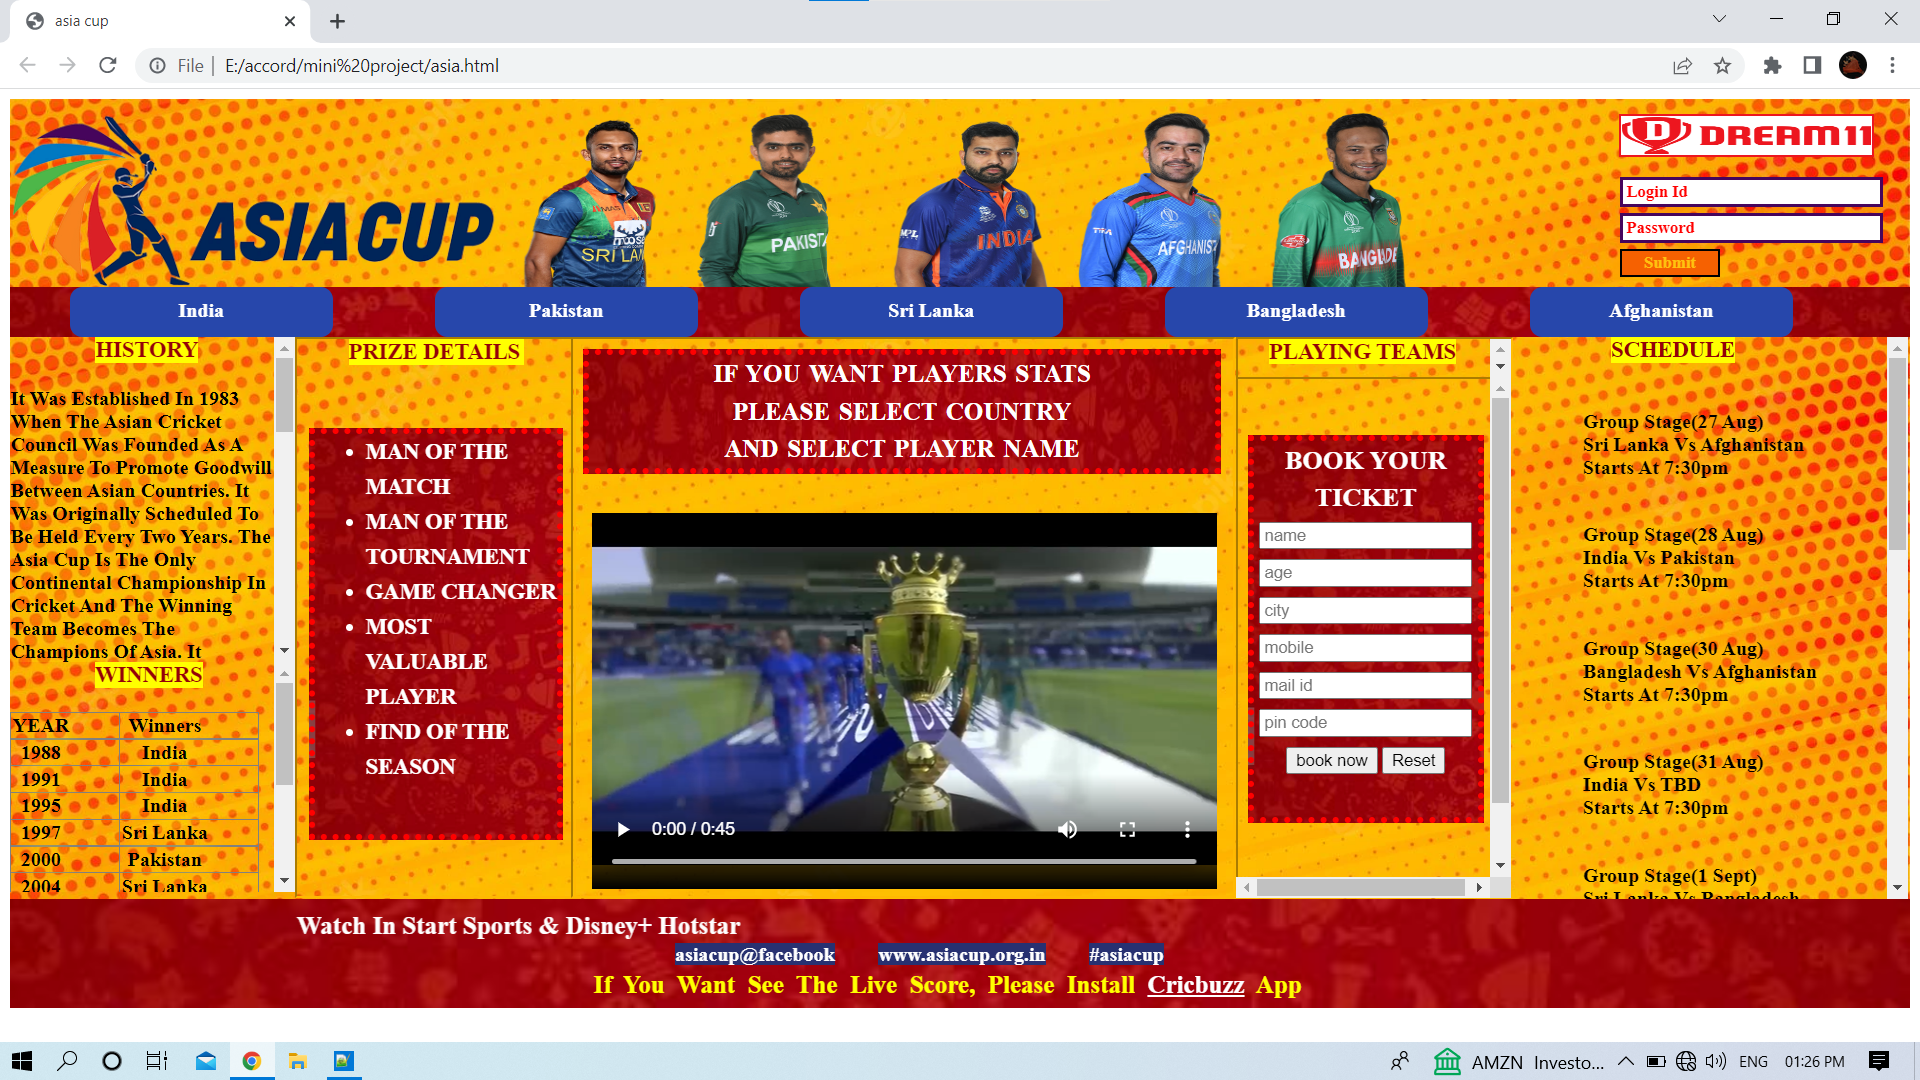 asia cup
File
E:/accord/mini%20project/asia.html
ASIACUP
SRI LAN
PAKISTA
INDIA
AFGHANIS
BANGLADE
DREAM11
Login Id
Password
Submit
India
Pakistan
Sri Lanka
Bangladesh
Afghanistan
HISTORY
It Was Established In 1983
When The Asian Cricket
Council Was Founded As A
Measure To Promote Goodwill
Between Asian Countries. It
Was Originally Scheduled To
Be Held Every Two Years. The
Asia Cup Is The Only
Continental Championship In
Cricket And The Winning
Team Becomes The
Champions Of Asia. It
WINNERS
YEAR Winners
1988 India
1991 India
1995 India
1997 Sri Lanka
2000 Pakistan
2004 Sri Lanka
PRIZE DETAILS
• MAN OF THE
MATCH
• MAN OF THE
TOURNAMENT
• GAME CHANGER
• MOST
VALUABLE
PLAYER
• FIND OF THE
SEASON
IF YOU WANT PLAYERS STATS
PLEASE SELECT COUNTRY
AND SELECT PLAYER NAME
0:00 / 0:45
PLAYING TEAMS
BOOK YOUR
TICKET
name
age
city
mobile
mail id
pin code
book now Reset
SCHEDULE
Group Stage(27 Aug)
Sri Lanka Vs Afghanistan
Starts At 7:30pm
Group Stage(28 Aug)
India Vs Pakistan
Starts At 7:30pm
Group Stage(30 Aug)
Bangladesh Vs Afghanistan
Starts At 7:30pm
Group Stage(31 Aug)
India Vs TBD
Starts At 7:30pm
Group Stage(1 Sept)
Sri Lanka Vs Bangladesh
Watch In Start Sports & Disney+ Hotstar
asiacup@facebook www.asiacup.org.in #asiacup
If You Want See The Live Score, Please Install Cricbuzz App
AMZN Investo...
ENG
01:26 PM